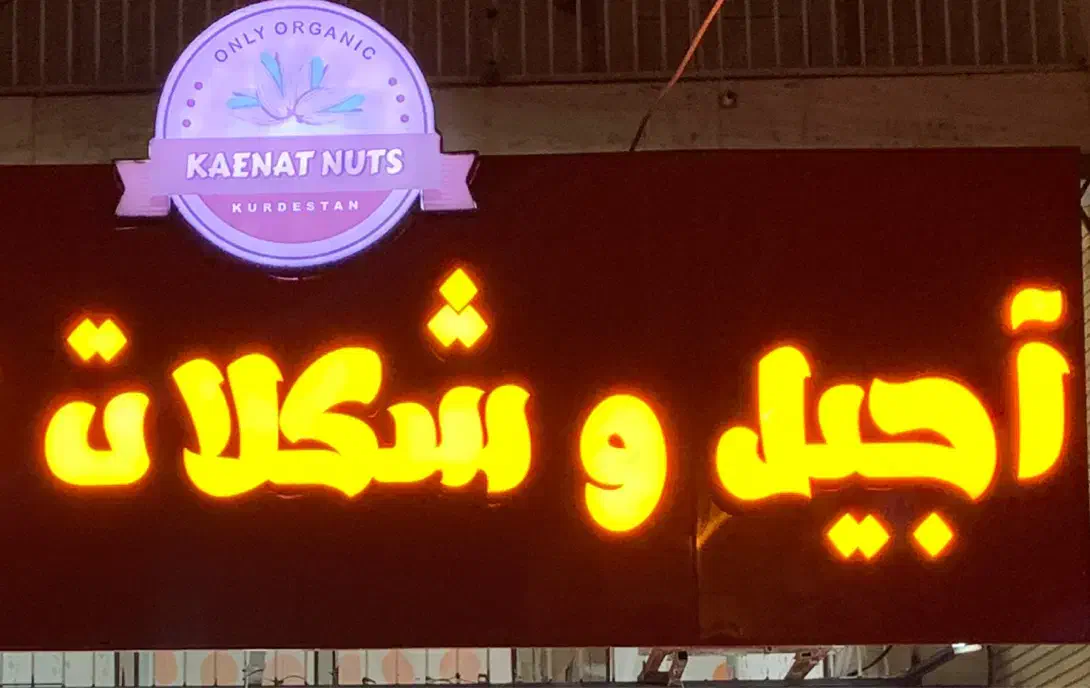 ONLY ORGANIC
KAENAT NUTS
KURDESTAN
آجیل و شکلات